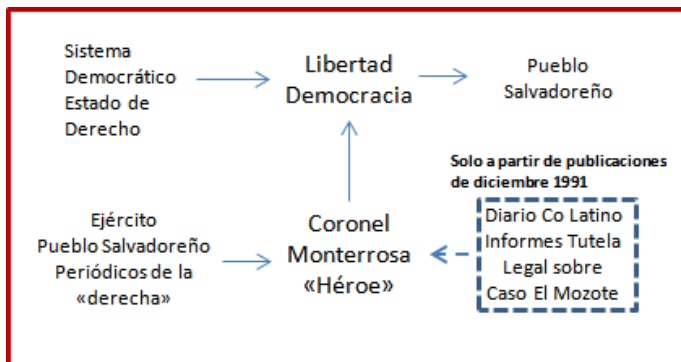 Sistema
Democrático
Estado de
Derecho
Libertad
Democracia
Pueblo
Salvadoreño
Solo a partir de publicaciones
de diciembre 1991
Ejército
Pueblo Salvadoreño
Periódicos de la
«derecha»
Coronel
Monterrosa
«Héroe»
Diario Co Latino
Informes Tutela
Legal sobre
Caso El Mozote